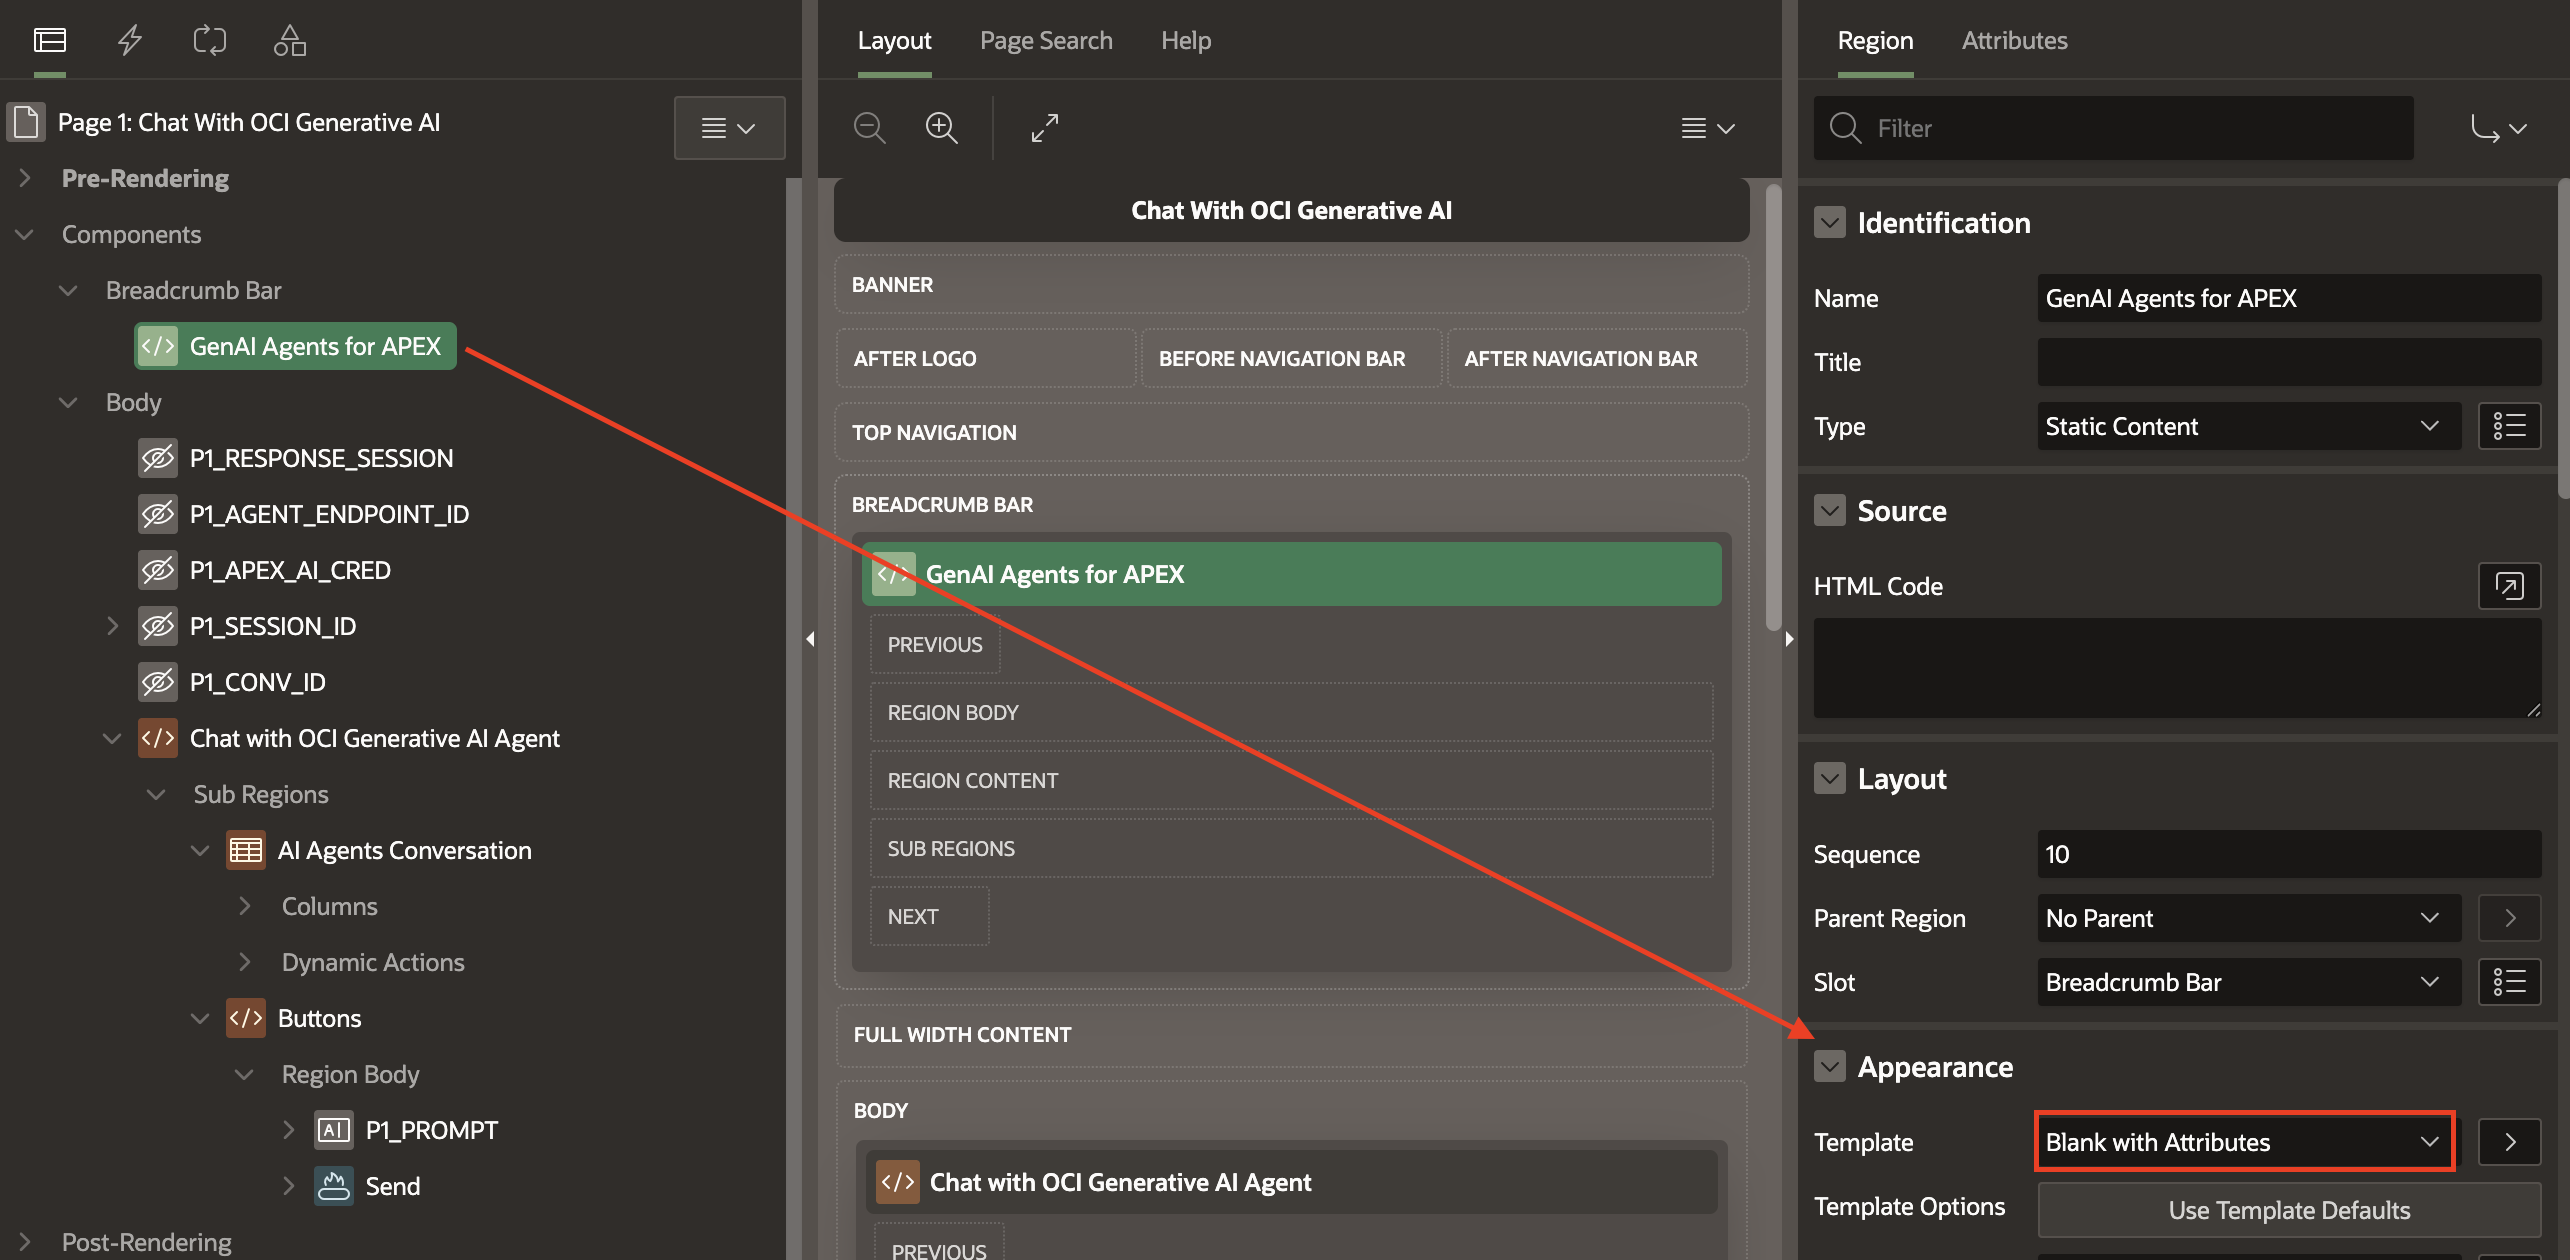 Page 1: Chat With OCI Generative AI
Pre-Rendering
Components
Breadcrumb Bar
GenAI Agents for APEX
Body
P1_RESPONSE_SESSION
P1_AGENT_ENDPOINT_ID
P1_APEX_AI_CRED
P1_SESSION_ID
P1_CONV_ID
Chat with OCI Generative AI Agent
Sub Regions
AI Agents Conversation
Columns
Dynamic Actions
Buttons
Region Body
P1_PROMPT
Send
Post-Rendering
Layout Page Search Help
Chat With OCI Generative AI
BANNER
AFTER LOGO BEFORE NAVIGATION BAR AFTER NAVIGATION BAR
TOP NAVIGATION
BREADCRUMB BAR
GenAI Agents for APEX
PREVIOUS
REGION BODY
REGION CONTENT
SUB REGIONS
NEXT
FULL WIDTH CONTENT
BODY
Chat with OCI Generative AI Agent
PREVIOUS
Region Attributes
Filter
Identification
Name GenAI Agents for APEX
Title
Type Static Content
Source
HTML Code
Layout
Sequence 10
Parent Region No Parent
Slot Breadcrumb Bar
Appearance
Template Blank with Attributes
Template Options Use Template Defaults